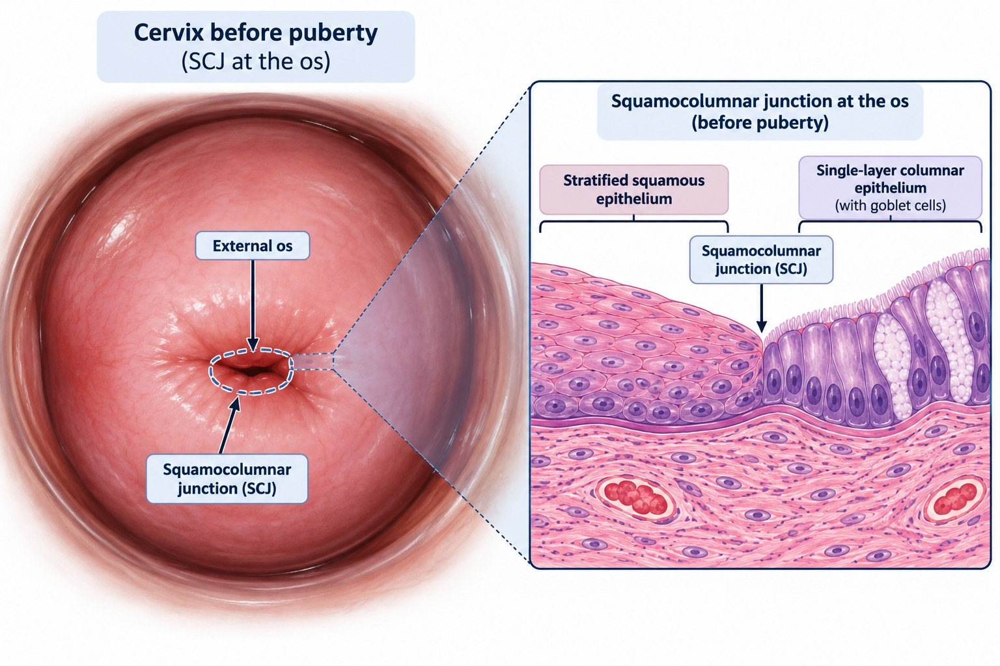 Cervix before puberty
(SCJ at the os)
External os
Squamocolumnar
junction (SCJ)
Squamocolumnar junction at the os
(before puberty)
Stratified squamous
epithelium
Single-layer columnar
epithelium
(with goblet cells)
Squamocolumnar
junction (SCJ)